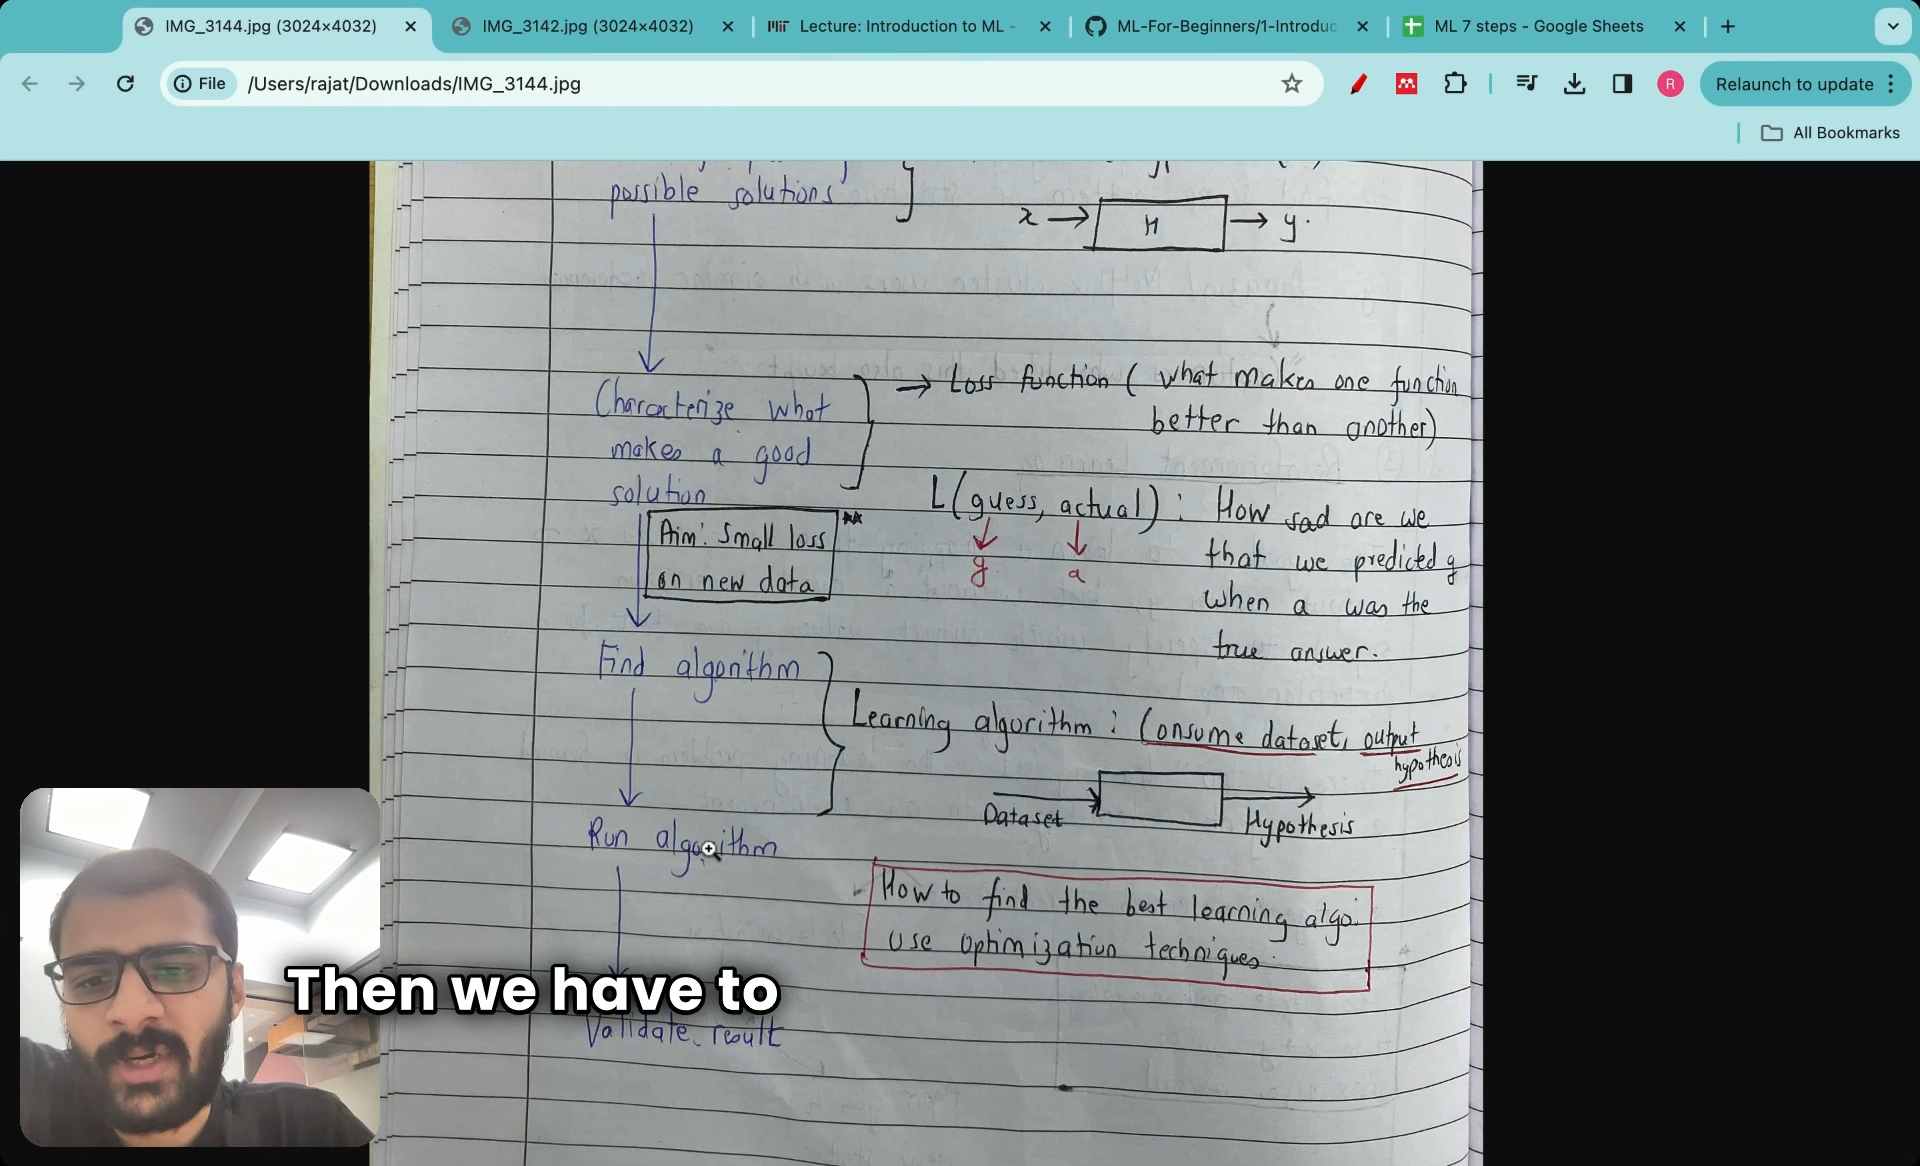 IMG_3144.jpg (3024×4032)
IMG_3142.jpg (3024×4032)
Lecture: Introduction to ML -
ML-For-Beginners/1-Introduc
ML 7 steps - Google Sheets
File
/Users/rajat/Downloads/IMG_3144.jpg
R
Relaunch to update
All Bookmarks
possible solutions
x → H → y.
Characterize what
makes a good
solution
→ Loss function ( what makes one function
better than another)
L(guess, actual) : How sad are we
that we predicted g
when a was the
true answer.
g
a
Aim: Small loss
on new data
**
Find algorithm
Learning algorithm : Consume dataset, output
hypothesis
Dataset
Hypothesis
Run algorithm
How to find the best learning algo.
use optimization techniques.
Then we have to
Validate result